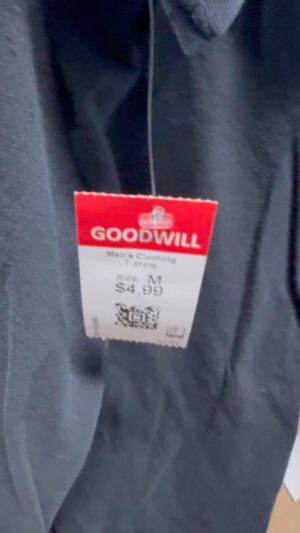 GOODWILL
Men's Clothing
T-Shirts
Size M
$4.99